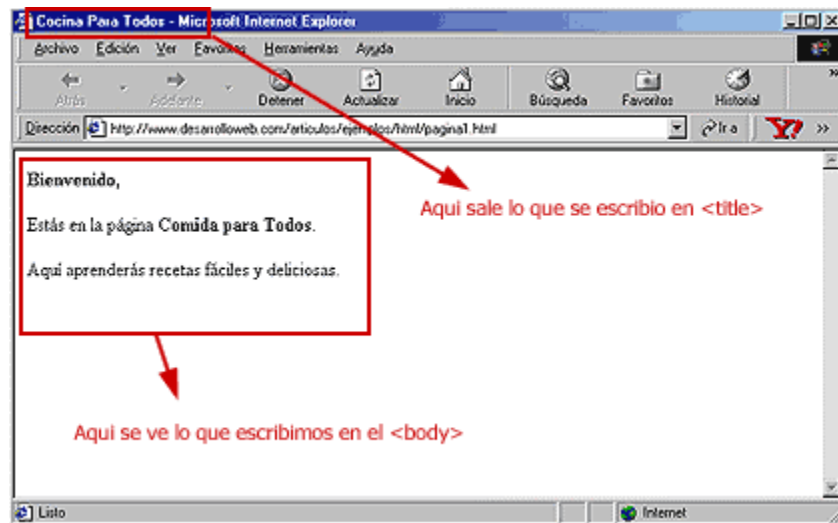 Cocina Para Todos - Microsoft Internet Explorer
Archivo Edición Ver Favoritos Herramientas Ayuda
Atrás Adelante Detener Actualizar Inicio Búsqueda Favoritos Historial
Dirección http://www.desarrolloweb.com/articulos/ejemplos/html/pagina1.html Ir a Y! »
Bienvenido,
Aqui sale lo que se escribio en <title>
Estás en la página Comida para Todos.
Aquí aprenderás recetas fáciles y deliciosas.
Aqui se ve lo que escribimos en el <body>
Listo Internet